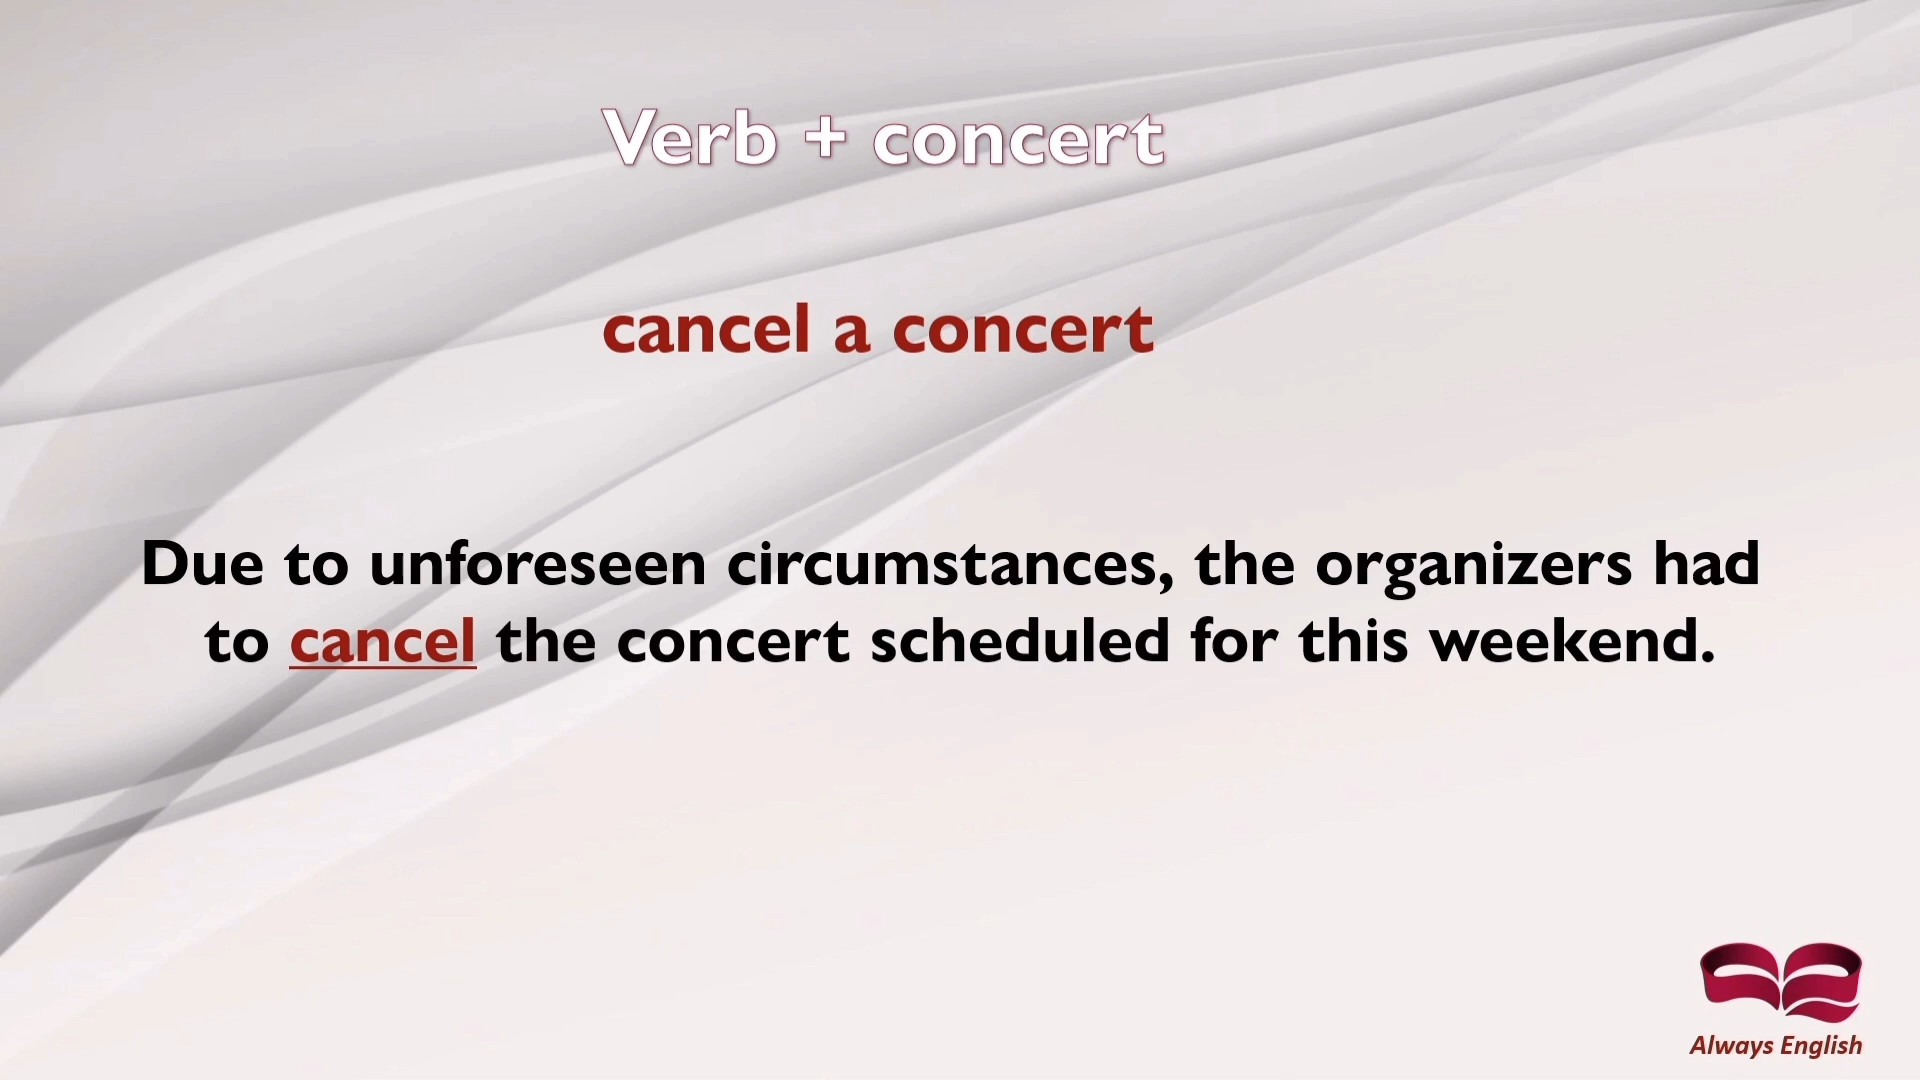 Verb + concert
cancel a concert
Due to unforeseen circumstances, the organizers had
to cancel the concert scheduled for this weekend.
Always English